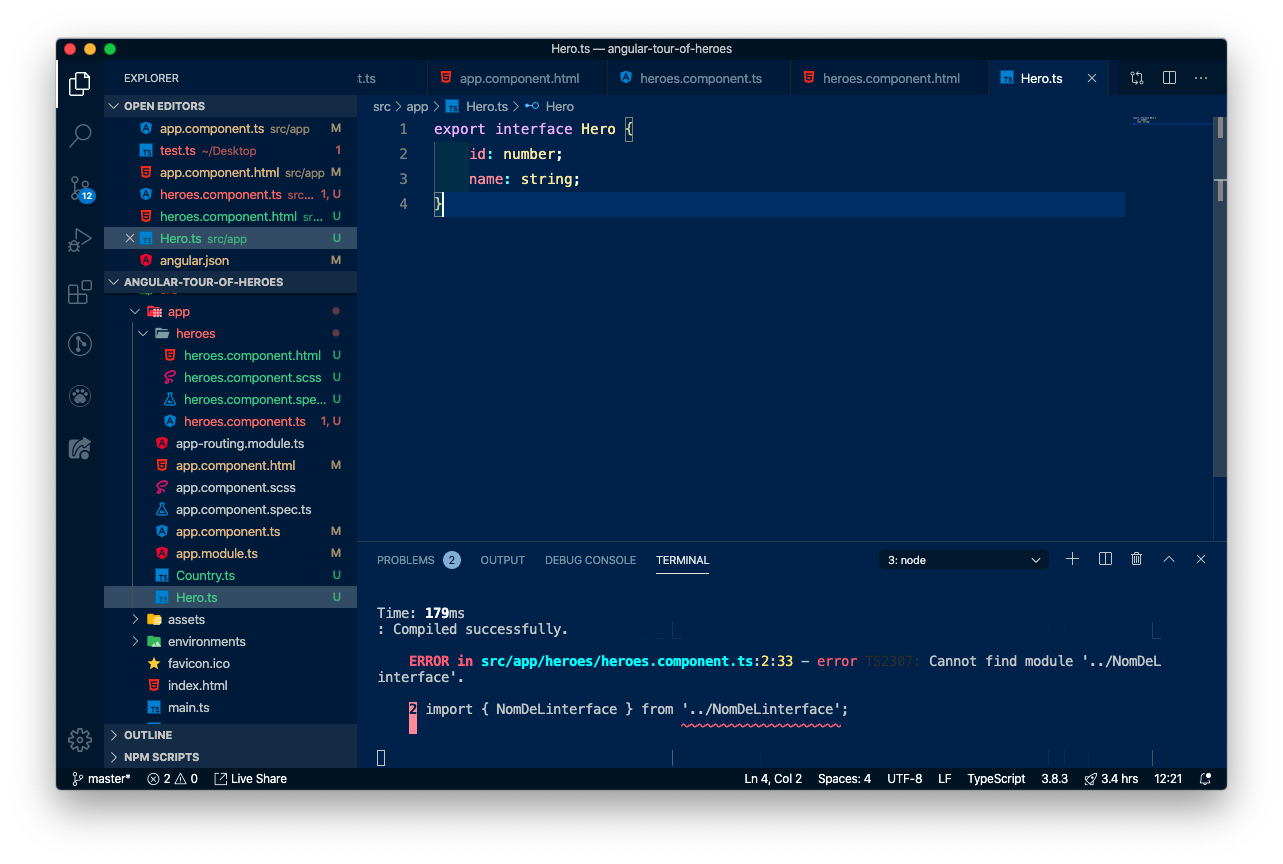 Hero.ts — angular-tour-of-heroes
EXPLORER
OPEN EDITORS
app.component.ts src/app M
test.ts ~/Desktop 1
app.component.html src/app M
heroes.component.ts src... 1, U
heroes.component.html sr... U
Hero.ts src/app U
angular.json M
ANGULAR-TOUR-OF-HEROES
app
heroes
heroes.component.html U
heroes.component.scss U
heroes.component.spe... U
heroes.component.ts 1, U
app-routing.module.ts
app.component.html M
app.component.scss
app.component.spec.ts
app.component.ts M
app.module.ts M
Country.ts U
Hero.ts U
assets
environments
favicon.ico
index.html
main.ts
OUTLINE
NPM SCRIPTS
12
t.ts app.component.html heroes.component.ts heroes.component.html Hero.ts
src > app > Hero.ts > Hero
1 export interface Hero {
2 id: number;
3 name: string;
4 }
PROBLEMS 2 OUTPUT DEBUG CONSOLE TERMINAL 3: node
Time: 179ms
: Compiled successfully.
ERROR in src/app/heroes/heroes.component.ts:2:33 - error TS2307: Cannot find module '../NomDeL
interface'.
2 import { NomDeLinterface } from '../NomDeLinterface';
master* 2 0 Live Share Ln 4, Col 2 Spaces: 4 UTF-8 LF TypeScript 3.8.3 3.4 hrs 12:21